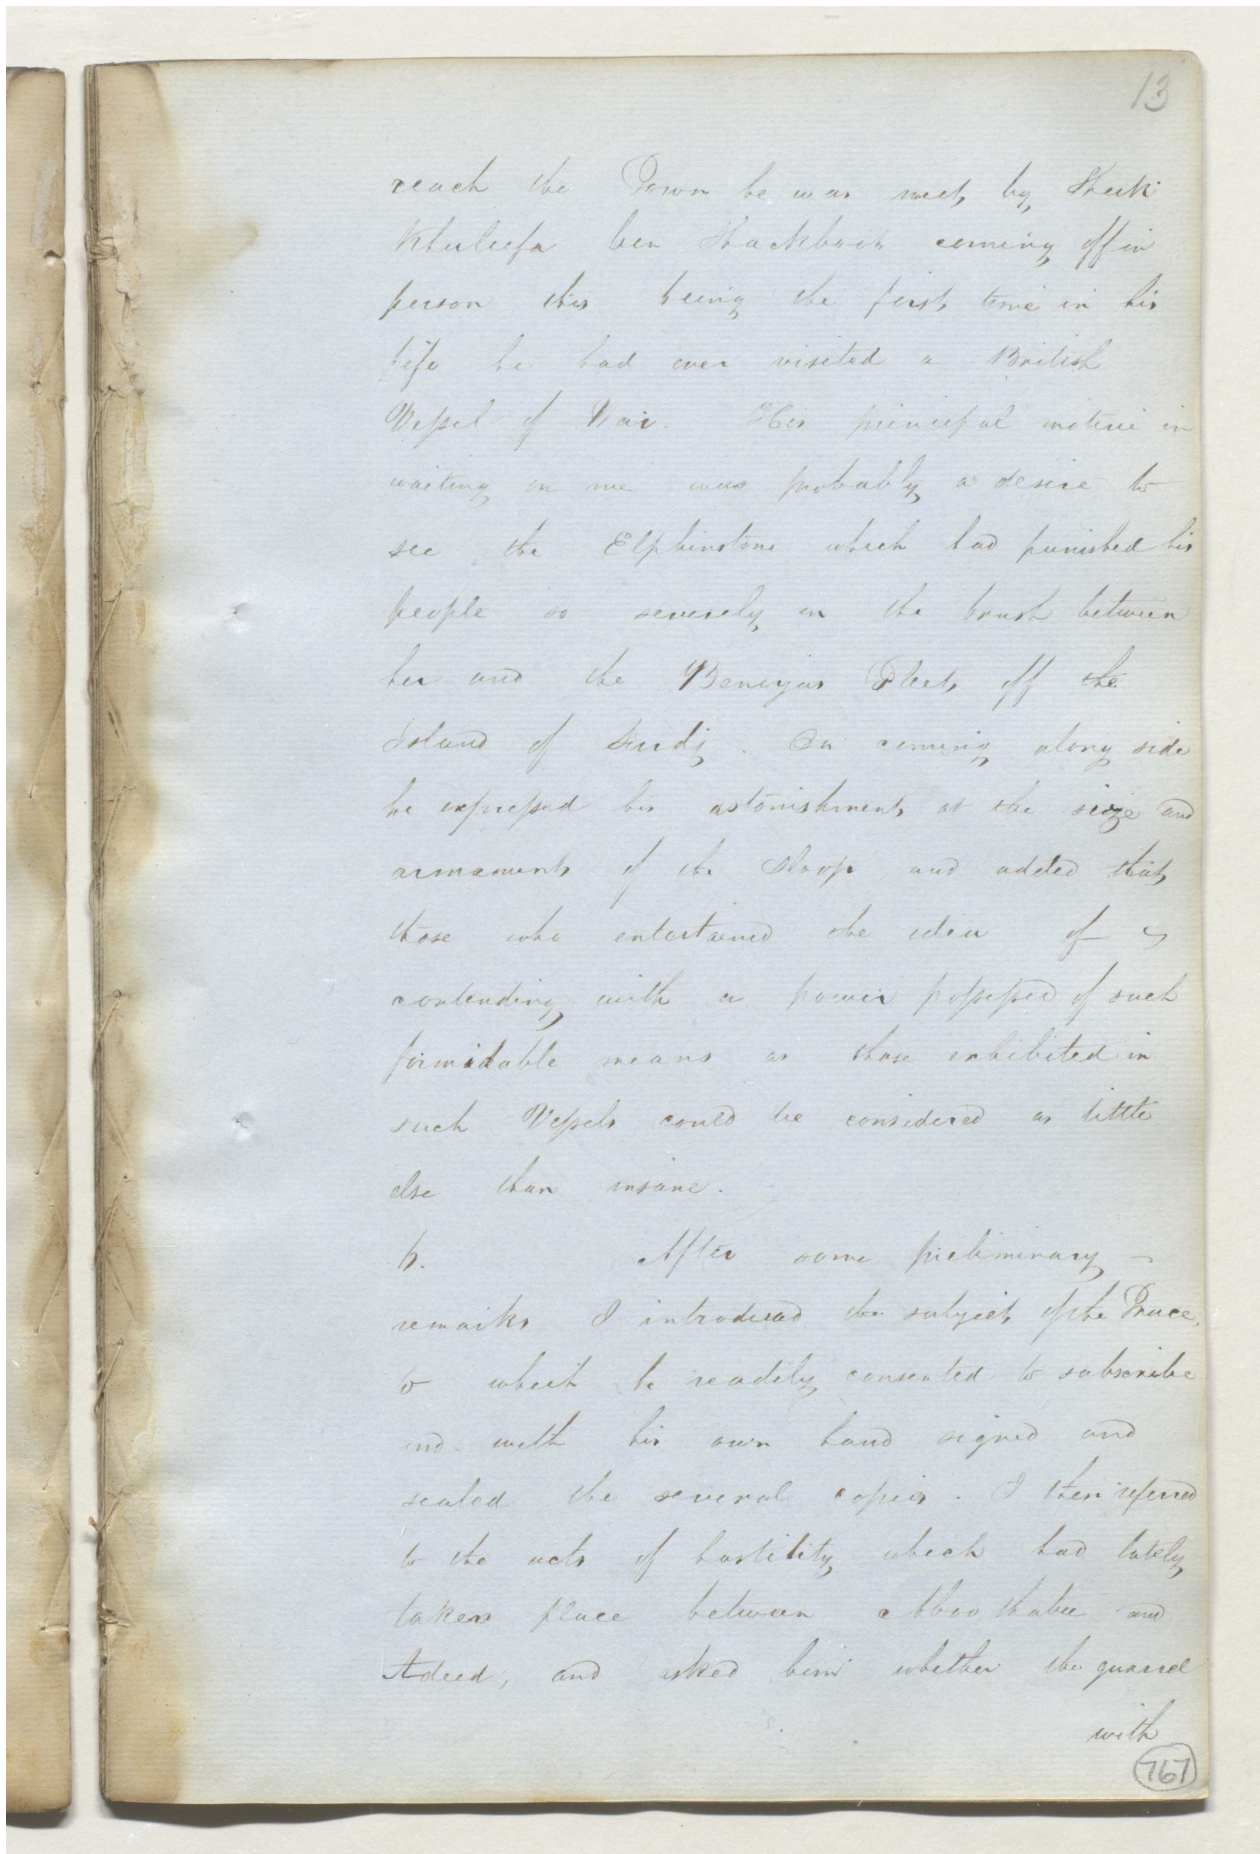 13
reach the Town he was meet by Sheik
Khuleefa ben Shackboot coming off in
person this being the first time in his
life he had ever visited a British
Vessel of War. His principal motive in
waiting on me was probably a desire to
see the Elphinstone which had punished his
people so severely in the brush between
her and the Beniyas Fleet off the
Island of Surdy. On coming along side
he expressed his astonishment at the size and
armament of the Sloop and added that
those who entertained the idea of
contending with a power possessed of such
formidable means as those exhibited in
such Vessels could be considered as little
else than insane.
6. After some preliminary
remarks I introduced the subject of the Truce,
to which he readily consented to subscribe
and with his own hand signed and
sealed the several copies. I then referred
to the acts of hostility which had lately
taken place between Aboothabee and
Adeed, and asked him whether the quarrel
with
767